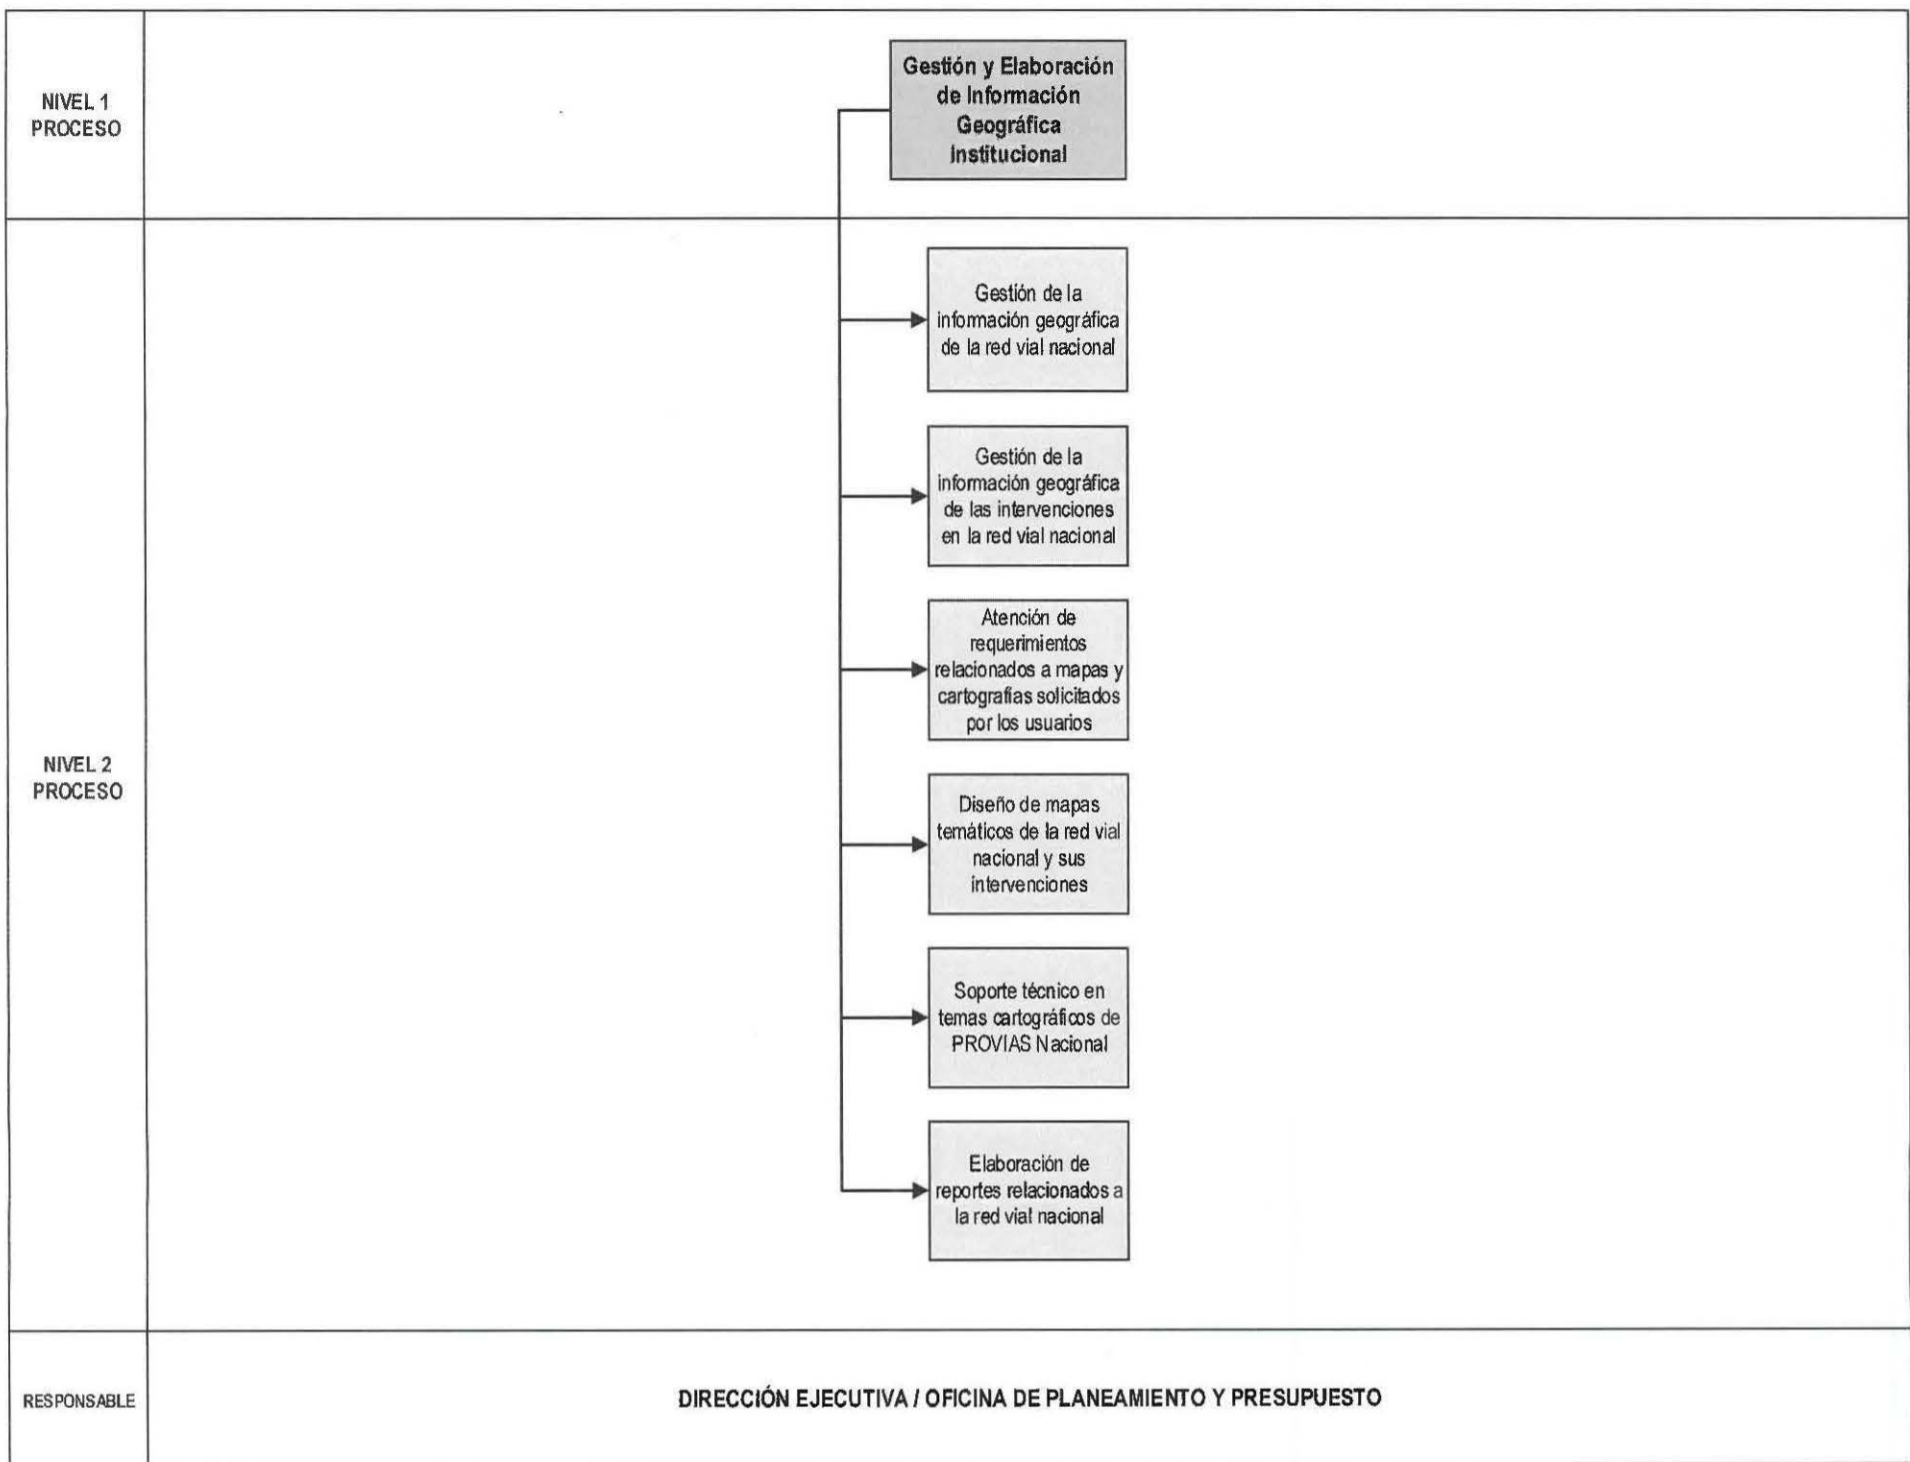 NIVEL 1
PROCESO
Gestión y Elaboración
de Información
Geográfica
Institucional
NIVEL 2
PROCESO
Gestión de la
información geográfica
de la red vial nacional
Gestión de la
información geográfica
de las intervenciones
en la red vial nacional
Atención de
requerimientos
relacionados a mapas y
cartografías solicitados
por los usuarios
Diseño de mapas
temáticos de la red vial
nacional y sus
intervenciones
Soporte técnico en
temas cartográficos de
PROVIAS Nacional
Elaboración de
reportes relacionados a
la red vial nacional
RESPONSABLE
DIRECCIÓN EJECUTIVA / OFICINA DE PLANEAMIENTO Y PRESUPUESTO